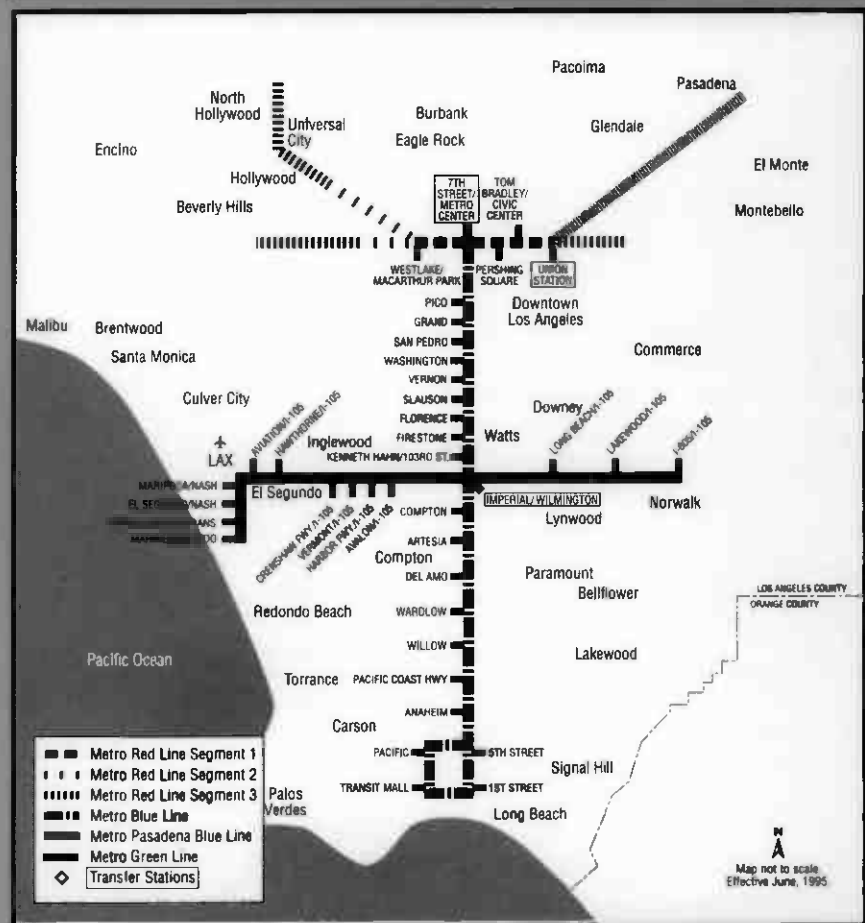 Pacoima
Pasadena
North
Hollywood
Universal
City
Burbank
Glendale
Encino
Eagle Rock
El Monte
Hollywood
7TH
STREET/
METRO
CENTER
TOM
BRADLEY/
CIVIC
CENTER
Beverly Hills
Montebello
WESTLAKE/
MACARTHUR PARK
PERSHING
SQUARE
UNION
STATION
PICO
Downtown
Los Angeles
GRAND
Malibu
Brentwood
SAN PEDRO
Santa Monica
WASHINGTON
Commerce
VERNON
Culver City
SLAUSON
AVIATION/I-105
HAWTHORNE/I-105
FLORENCE
Downey
LONG BEACH/I-105
LAKEWOOD/I-105
I-605/I-105
Inglewood
FIRESTONE
Watts
LAX
KENNETH HAHN/103RD ST.
MARIPOSA/NASH
El Segundo
IMPERIAL/WILMINGTON
Norwalk
EL SEGUNDO/NASH
CRENSHAW FWY./I-105
VERMONT/I-105
HARBOR FWY./I-105
AVALON/I-105
COMPTON
Lynwood
ARTESIA
Compton
DEL AMO
Paramount
Bellflower
LOS ANGELES COUNTY
ORANGE COUNTY
Redondo Beach
WARDLOW
WILLOW
Pacific Ocean
Lakewood
Torrance
PACIFIC COAST HWY
ANAHEIM
Carson
PACIFIC
5TH STREET
Signal Hill
TRANSIT MALL
1ST STREET
Palos
Verdes
Long Beach
Metro Red Line Segment 1
Metro Red Line Segment 2
Metro Red Line Segment 3
Metro Blue Line
Metro Pasadena Blue Line
Metro Green Line
Transfer Stations
N
Map not to scale
Effective June, 1995